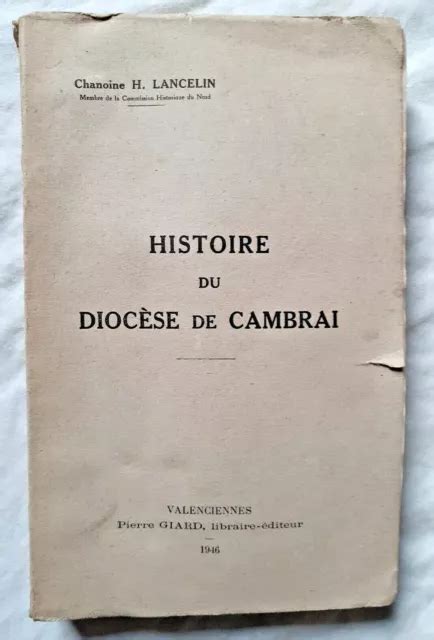 Chanoine H. LANCELIN
Membre de la Commission Historique du Nord
HISTOIRE
DU
DIOCÈSE DE CAMBRAI
VALENCIENNES
Pierre GIARD, libraire-éditeur
1946